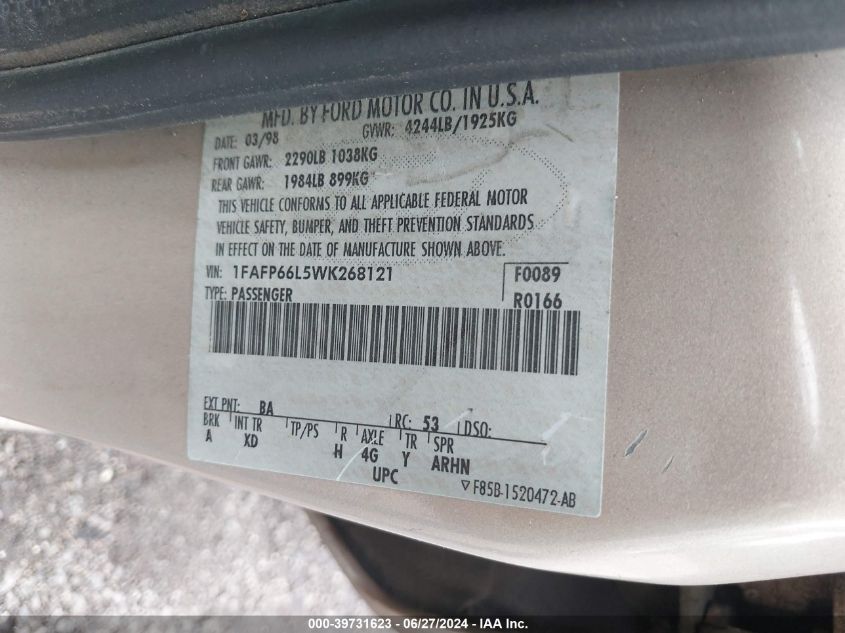 MFD. BY FORD MOTOR CO. IN U.S.A.
DATE: 03/98 GVWR: 4244LB/1925KG
FRONT GAWR: 2290LB 1038KG
REAR GAWR: 1984LB 899KG
THIS VEHICLE CONFORMS TO ALL APPLICABLE FEDERAL MOTOR
VEHICLE SAFETY, BUMPER, AND THEFT PREVENTION STANDARDS
IN EFFECT ON THE DATE OF MANUFACTURE SHOWN ABOVE.
VIN: 1FAFP66L5WK268121 F0089
TYPE: PASSENGER R0166
EXT PNT: BA RC: 53 DSO:
BRK INT TR TP/PS R AXLE TR SPR
A XD H 4G Y ARHN
UPC
▽F85B-1520472-AB
000-39731623 / 06/27/2024 / IAA Inc.